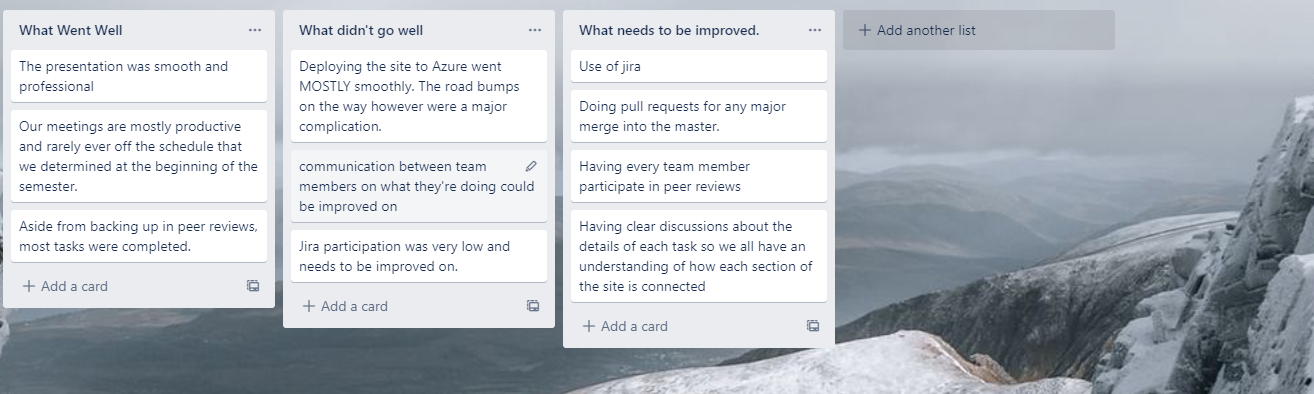 What Went Well
The presentation was smooth and
professional
Our meetings are mostly productive
and rarely ever off the schedule that
we determined at the beginning of the
semester.
Aside from backing up in peer reviews,
most tasks were completed.
+ Add a card
What didn't go well
Deploying the site to Azure went
MOSTLY smoothly. The road bumps
on the way however were a major
complication.
communication between team
members on what they're doing could
be improved on
Jira participation was very low and
needs to be improved on.
+ Add a card
What needs to be improved.
Use of jira
Doing pull requests for any major
merge into the master.
Having every team member
participate in peer reviews
Having clear discussions about the
details of each task so we all have an
understanding of how each section of
the site is connected
+ Add a card
+ Add another list